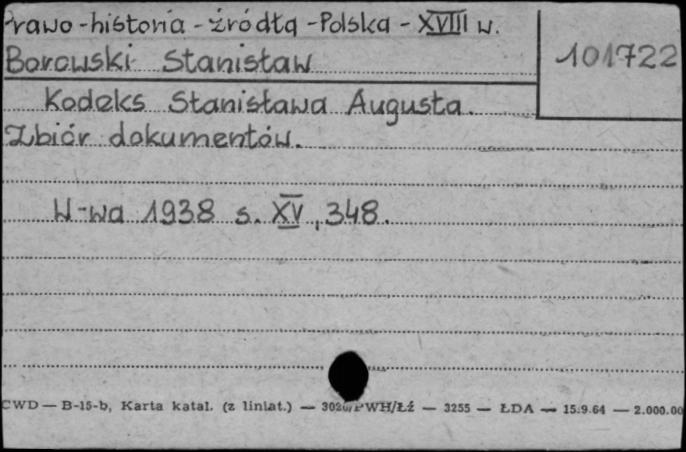 Prawo-historia-źródła-Polska-XVIII w.
Borowski Stanisław
101722
Kodeks Stanisława Augusta.
Zbiór dokumentów.
W-wa 1938 s. XV, 348.
CWD — B-15-b, Karta katal. (z liniat.) — PWH/Łź — 3255 — ŁDA — 15.9.64 — 2.000.00